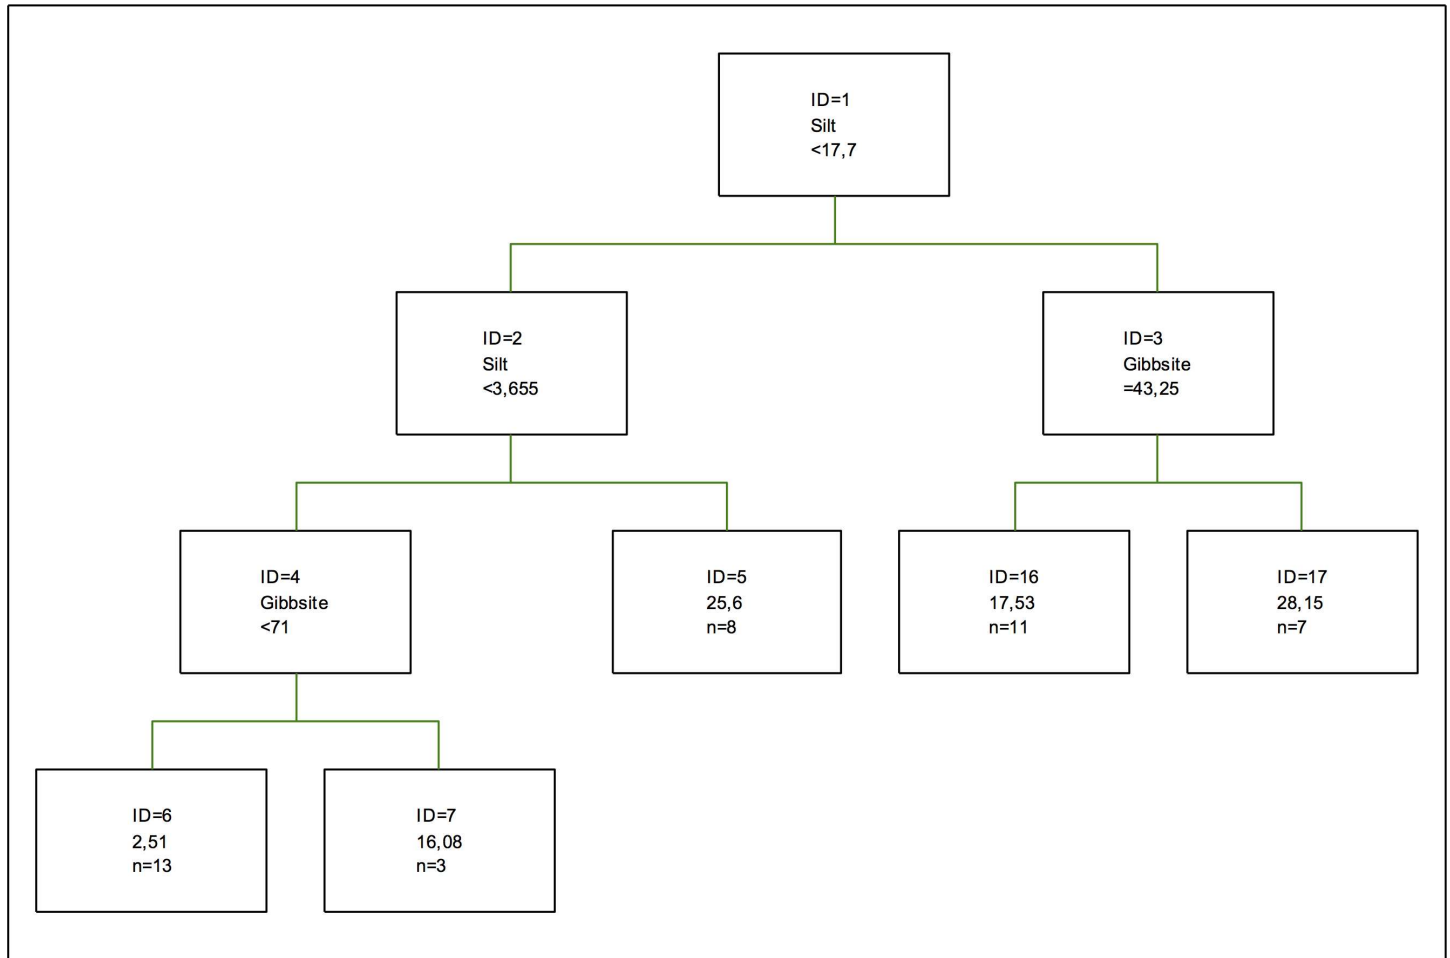 ID=1
Silt
<17,7
ID=2
Silt
<3,655
ID=3
Gibbsite
=43,25
ID=4
Gibbsite
<71
ID=5
25,6
n=8
ID=16
17,53
n=11
ID=17
28,15
n=7
ID=6
2,51
n=13
ID=7
16,08
n=3